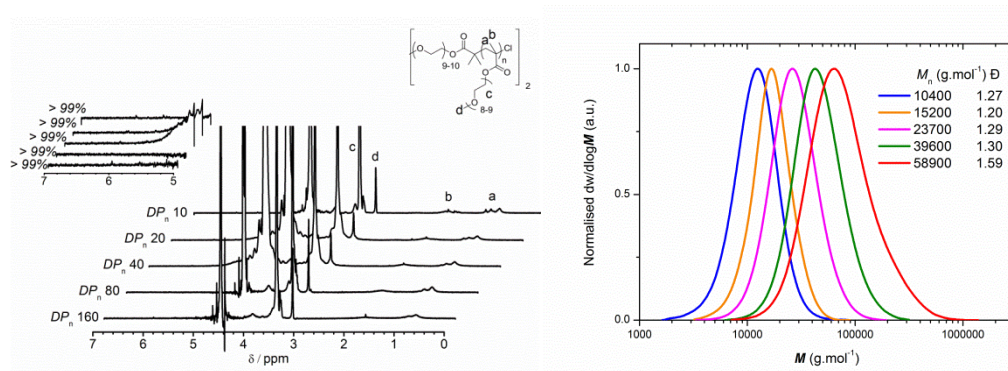 a b
Cl
n
O
O
O
O
O
9-10
2
c
d
O
8-9
> 99%
> 99%
> 99%
> 99%
> 99%
7 6 5
c d
b a
DPn 10
DPn 20
DPn 40
DPn 80
DPn 160
7 6 5 4 3 2 1 0
δ / ppm
Mn (g.mol-1) Đ
10400 1.27
15200 1.20
23700 1.29
39600 1.30
58900 1.59
Normalised dw/dlogM (a.u.)
1.0
0.5
0.0
1000 10000 100000 1000000
M (g.mol-1)